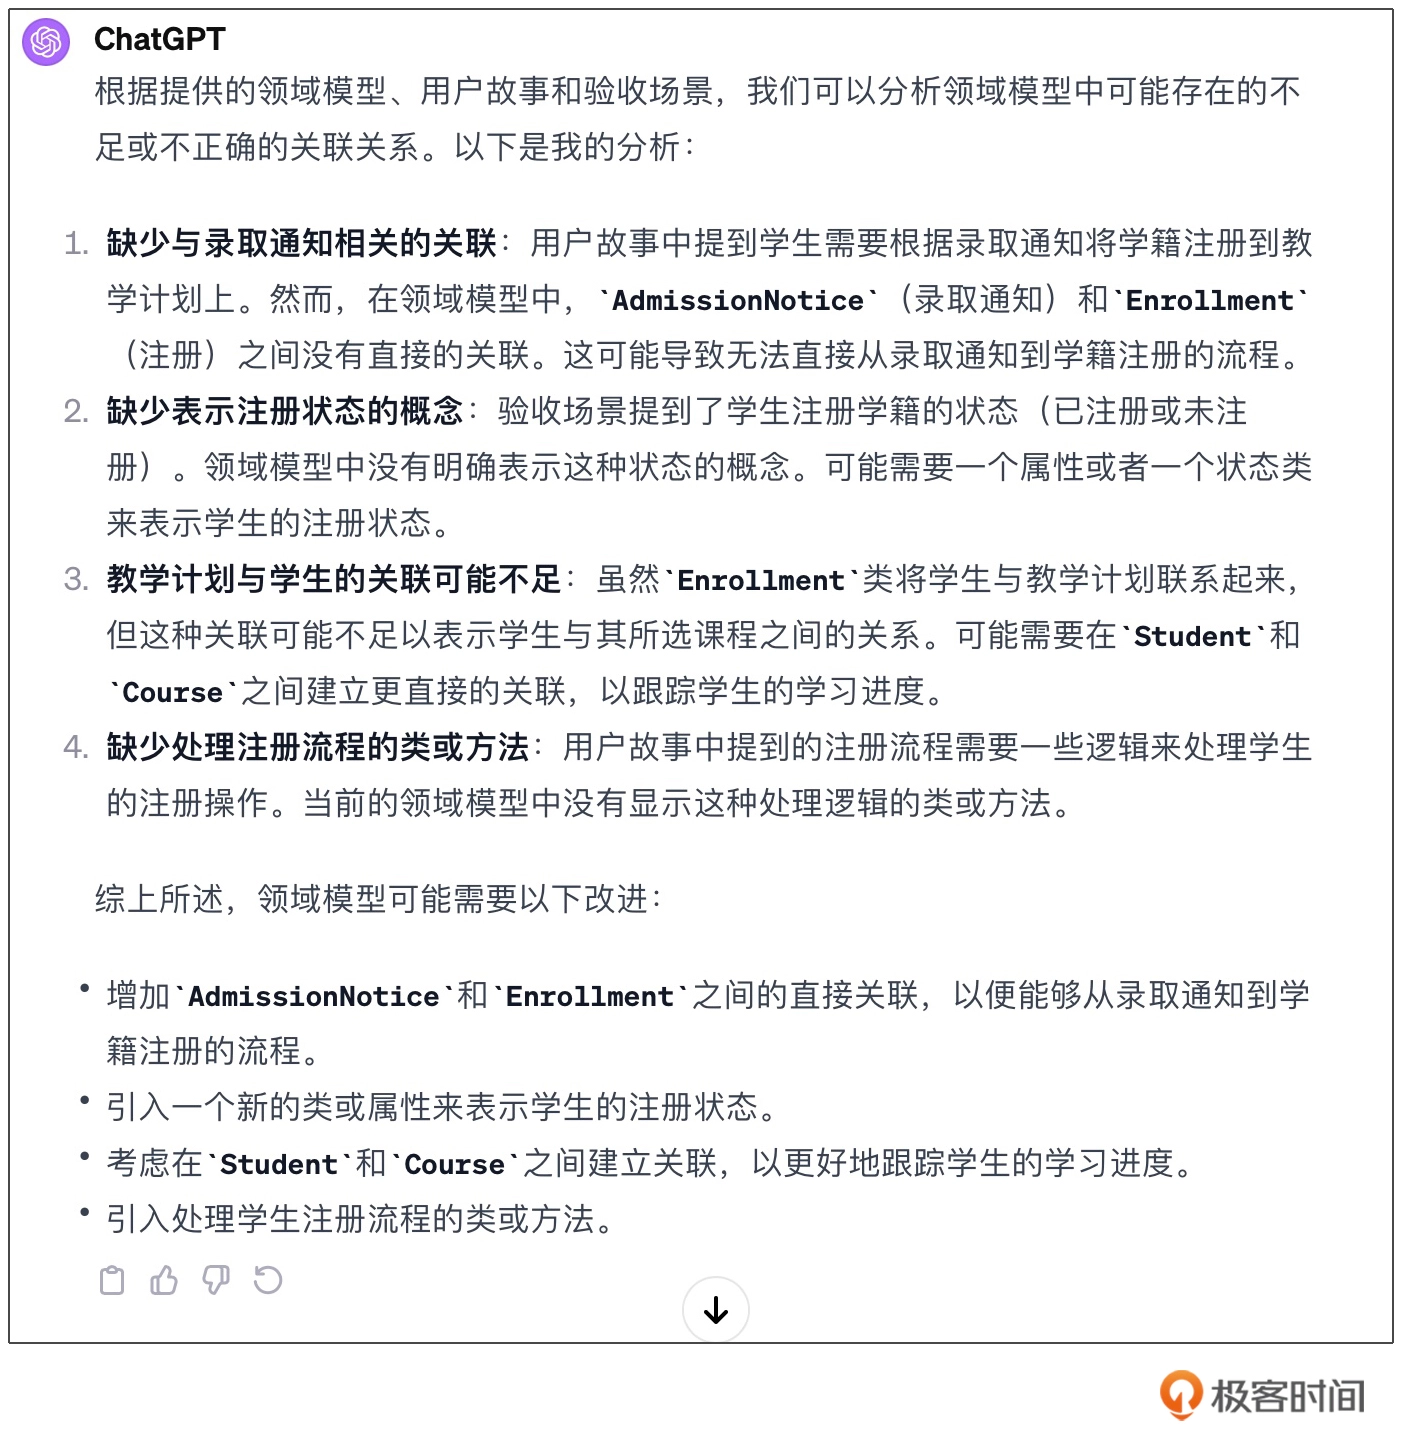 ChatGPT
根据提供的领域模型、用户故事和验收场景，我们可以分析领域模型中可能存在的不
足或不正确的关联关系。以下是我的分析：
1. 缺少与录取通知相关的关联：用户故事中提到学生需要根据录取通知将学籍注册到教
学计划上。然而，在领域模型中，`AdmissionNotice`（录取通知）和`Enrollment`
（注册）之间没有直接的关联。这可能导致无法直接从录取通知到学籍注册的流程。
2. 缺少表示注册状态的概念：验收场景提到了学生注册学籍的状态（已注册或未注
册）。领域模型中没有明确表示这种状态的概念。可能需要一个属性或者一个状态类
来表示学生的注册状态。
3. 教学计划与学生的关联可能不足：虽然`Enrollment`类将学生与教学计划联系起来，
但这种关联可能不足以表示学生与其所选课程之间的关系。可能需要在`Student`和
`Course`之间建立更直接的关联，以跟踪学生的学习进度。
4. 缺少处理注册流程的类或方法：用户故事中提到的注册流程需要一些逻辑来处理学生
的注册操作。当前的领域模型中没有显示这种处理逻辑的类或方法。
综上所述，领域模型可能需要以下改进：
• 增加`AdmissionNotice`和`Enrollment`之间的直接关联，以便能够从录取通知到学
籍注册的流程。
• 引入一个新的类或属性来表示学生的注册状态。
• 考虑在`Student`和`Course`之间建立关联，以更好地跟踪学生的学习进度。
• 引入处理学生注册流程的类或方法。
极客时间